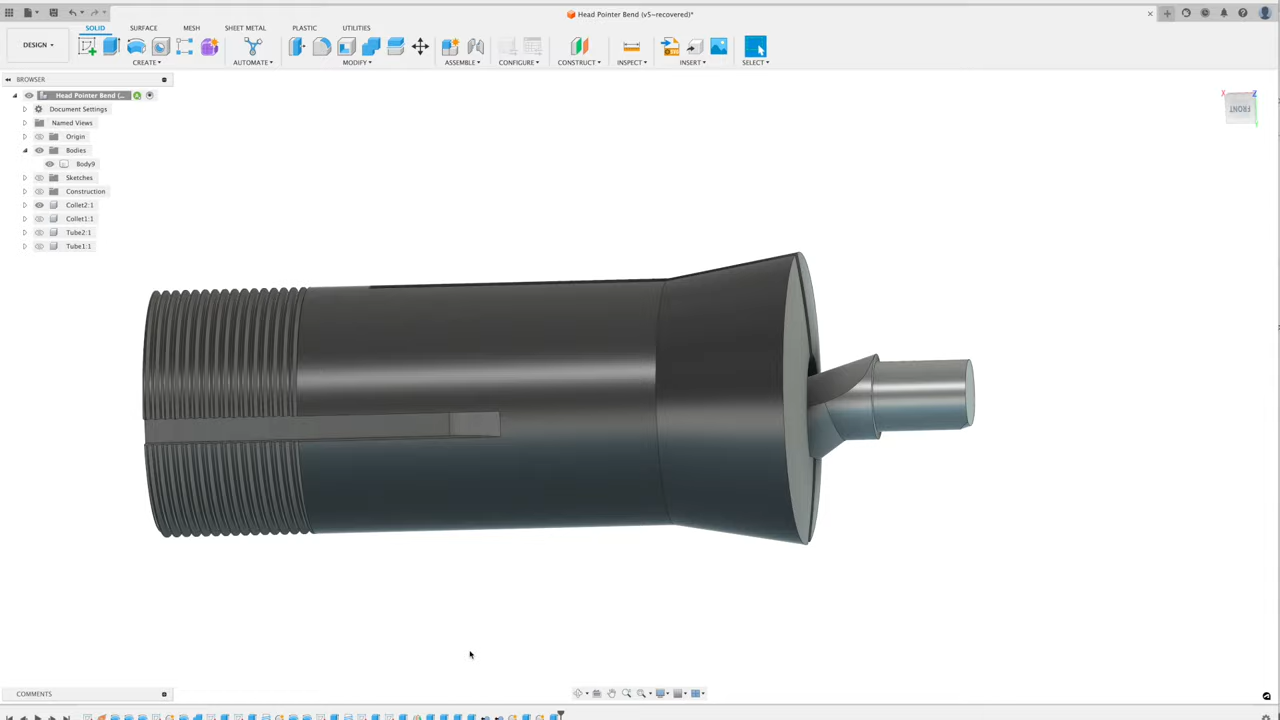 Head Pointer Bend (v5~recovered)*
DESIGN
SOLID SURFACE MESH SHEET METAL PLASTIC UTILITIES
CREATE AUTOMATE MODIFY ASSEMBLE CONFIGURE CONSTRUCT INSPECT INSERT SELECT
BROWSER
Head Pointer Bend (...
Document Settings
Named Views
Origin
Bodies
Body9
Sketches
Construction
Collet2:1
Collet1:1
Tube2:1
Tube1:1
X
Z
FRONT
Y
COMMENTS